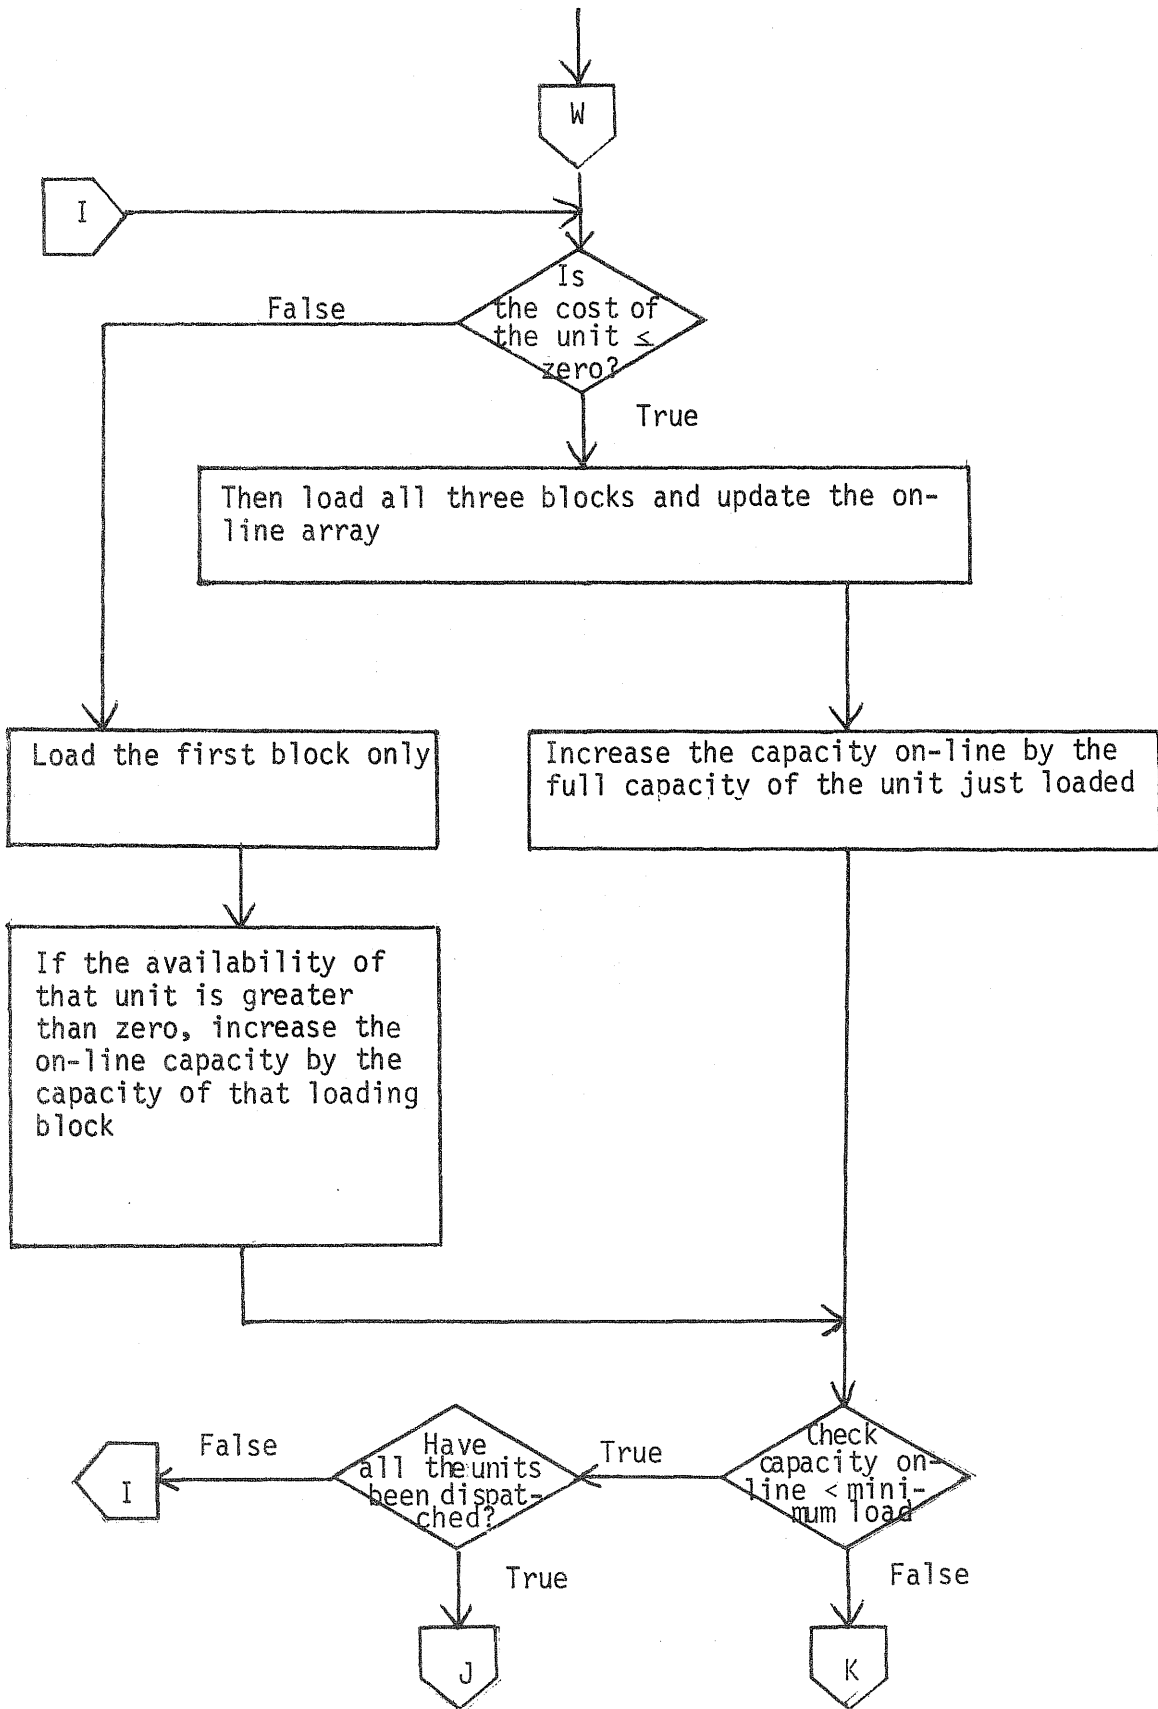 W
I
Is
the cost of
the unit ≤
zero?
False
True
Then load all three blocks and update the on-
line array
Load the first block only
Increase the capacity on-line by the
full capacity of the unit just loaded
If the availability of
that unit is greater
than zero, increase the
on-line capacity by the
capacity of that loading
block
Check
capacity on-
line < mini-
mum load
True
Have
all the units
been dispat-
ched?
False
I
True
False
J
K